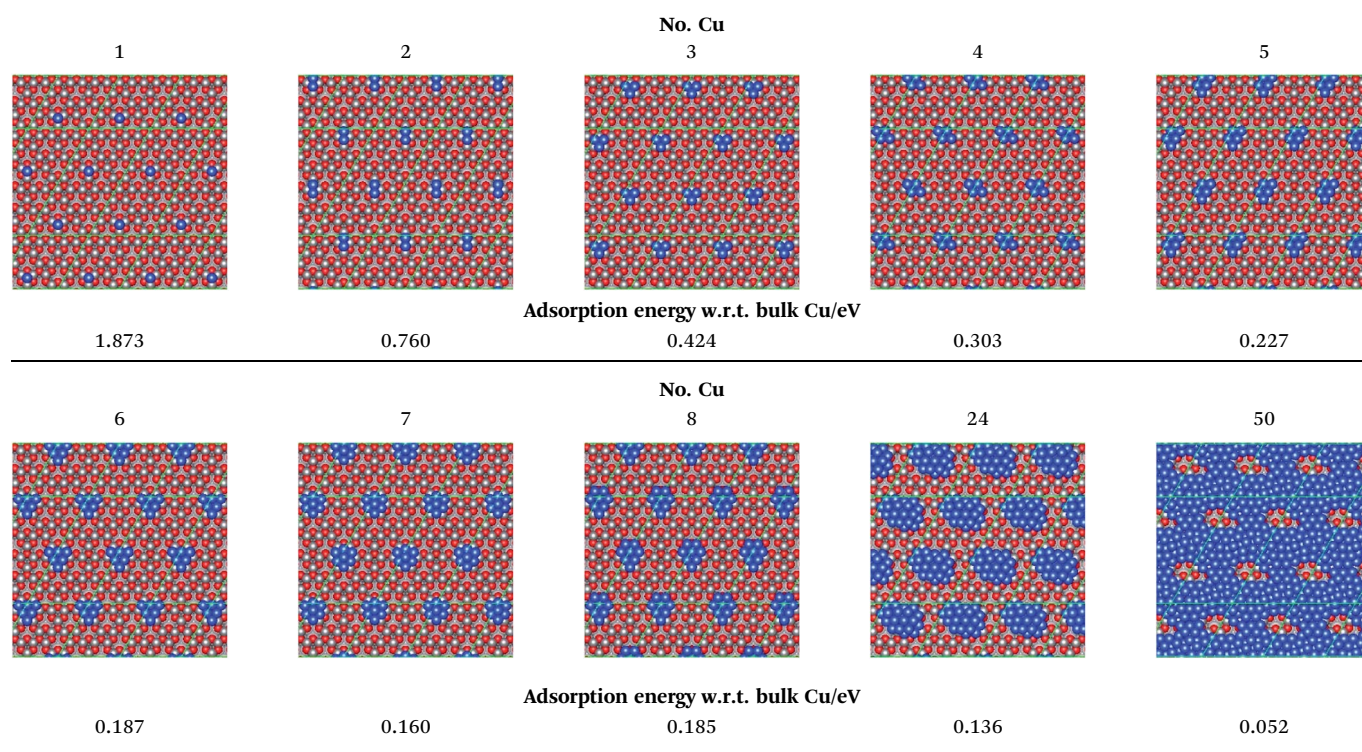 No. Cu
1 2 3 4 5
Adsorption energy w.r.t. bulk Cu/eV
1.873 0.760 0.424 0.303 0.227
No. Cu
6 7 8 24 50
Adsorption energy w.r.t. bulk Cu/eV
0.187 0.160 0.185 0.136 0.052